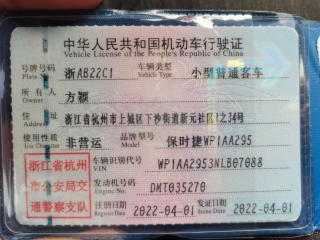 中华人民共和国机动车行驶证
Vehicle License of the People's Republic of China
号牌号码 浙AB22C1 车辆类型 小型普通客车
Plate No. Vehicle Type
所有人 方颖
Owner
住址 浙江省杭州市上城区下沙街道新元社区1234号
Address
使用性质 非营运 品牌型号 保时捷WP1AA295
Use Character Model
浙江省杭州市公安局交通警察支队
车辆识别代号 WP1AA2953NLB07088
VIN
发动机号码 DMT035270
Engine No.
注册日期 2022-04-01 发证日期 2022-04-01
Register Date Issue Date